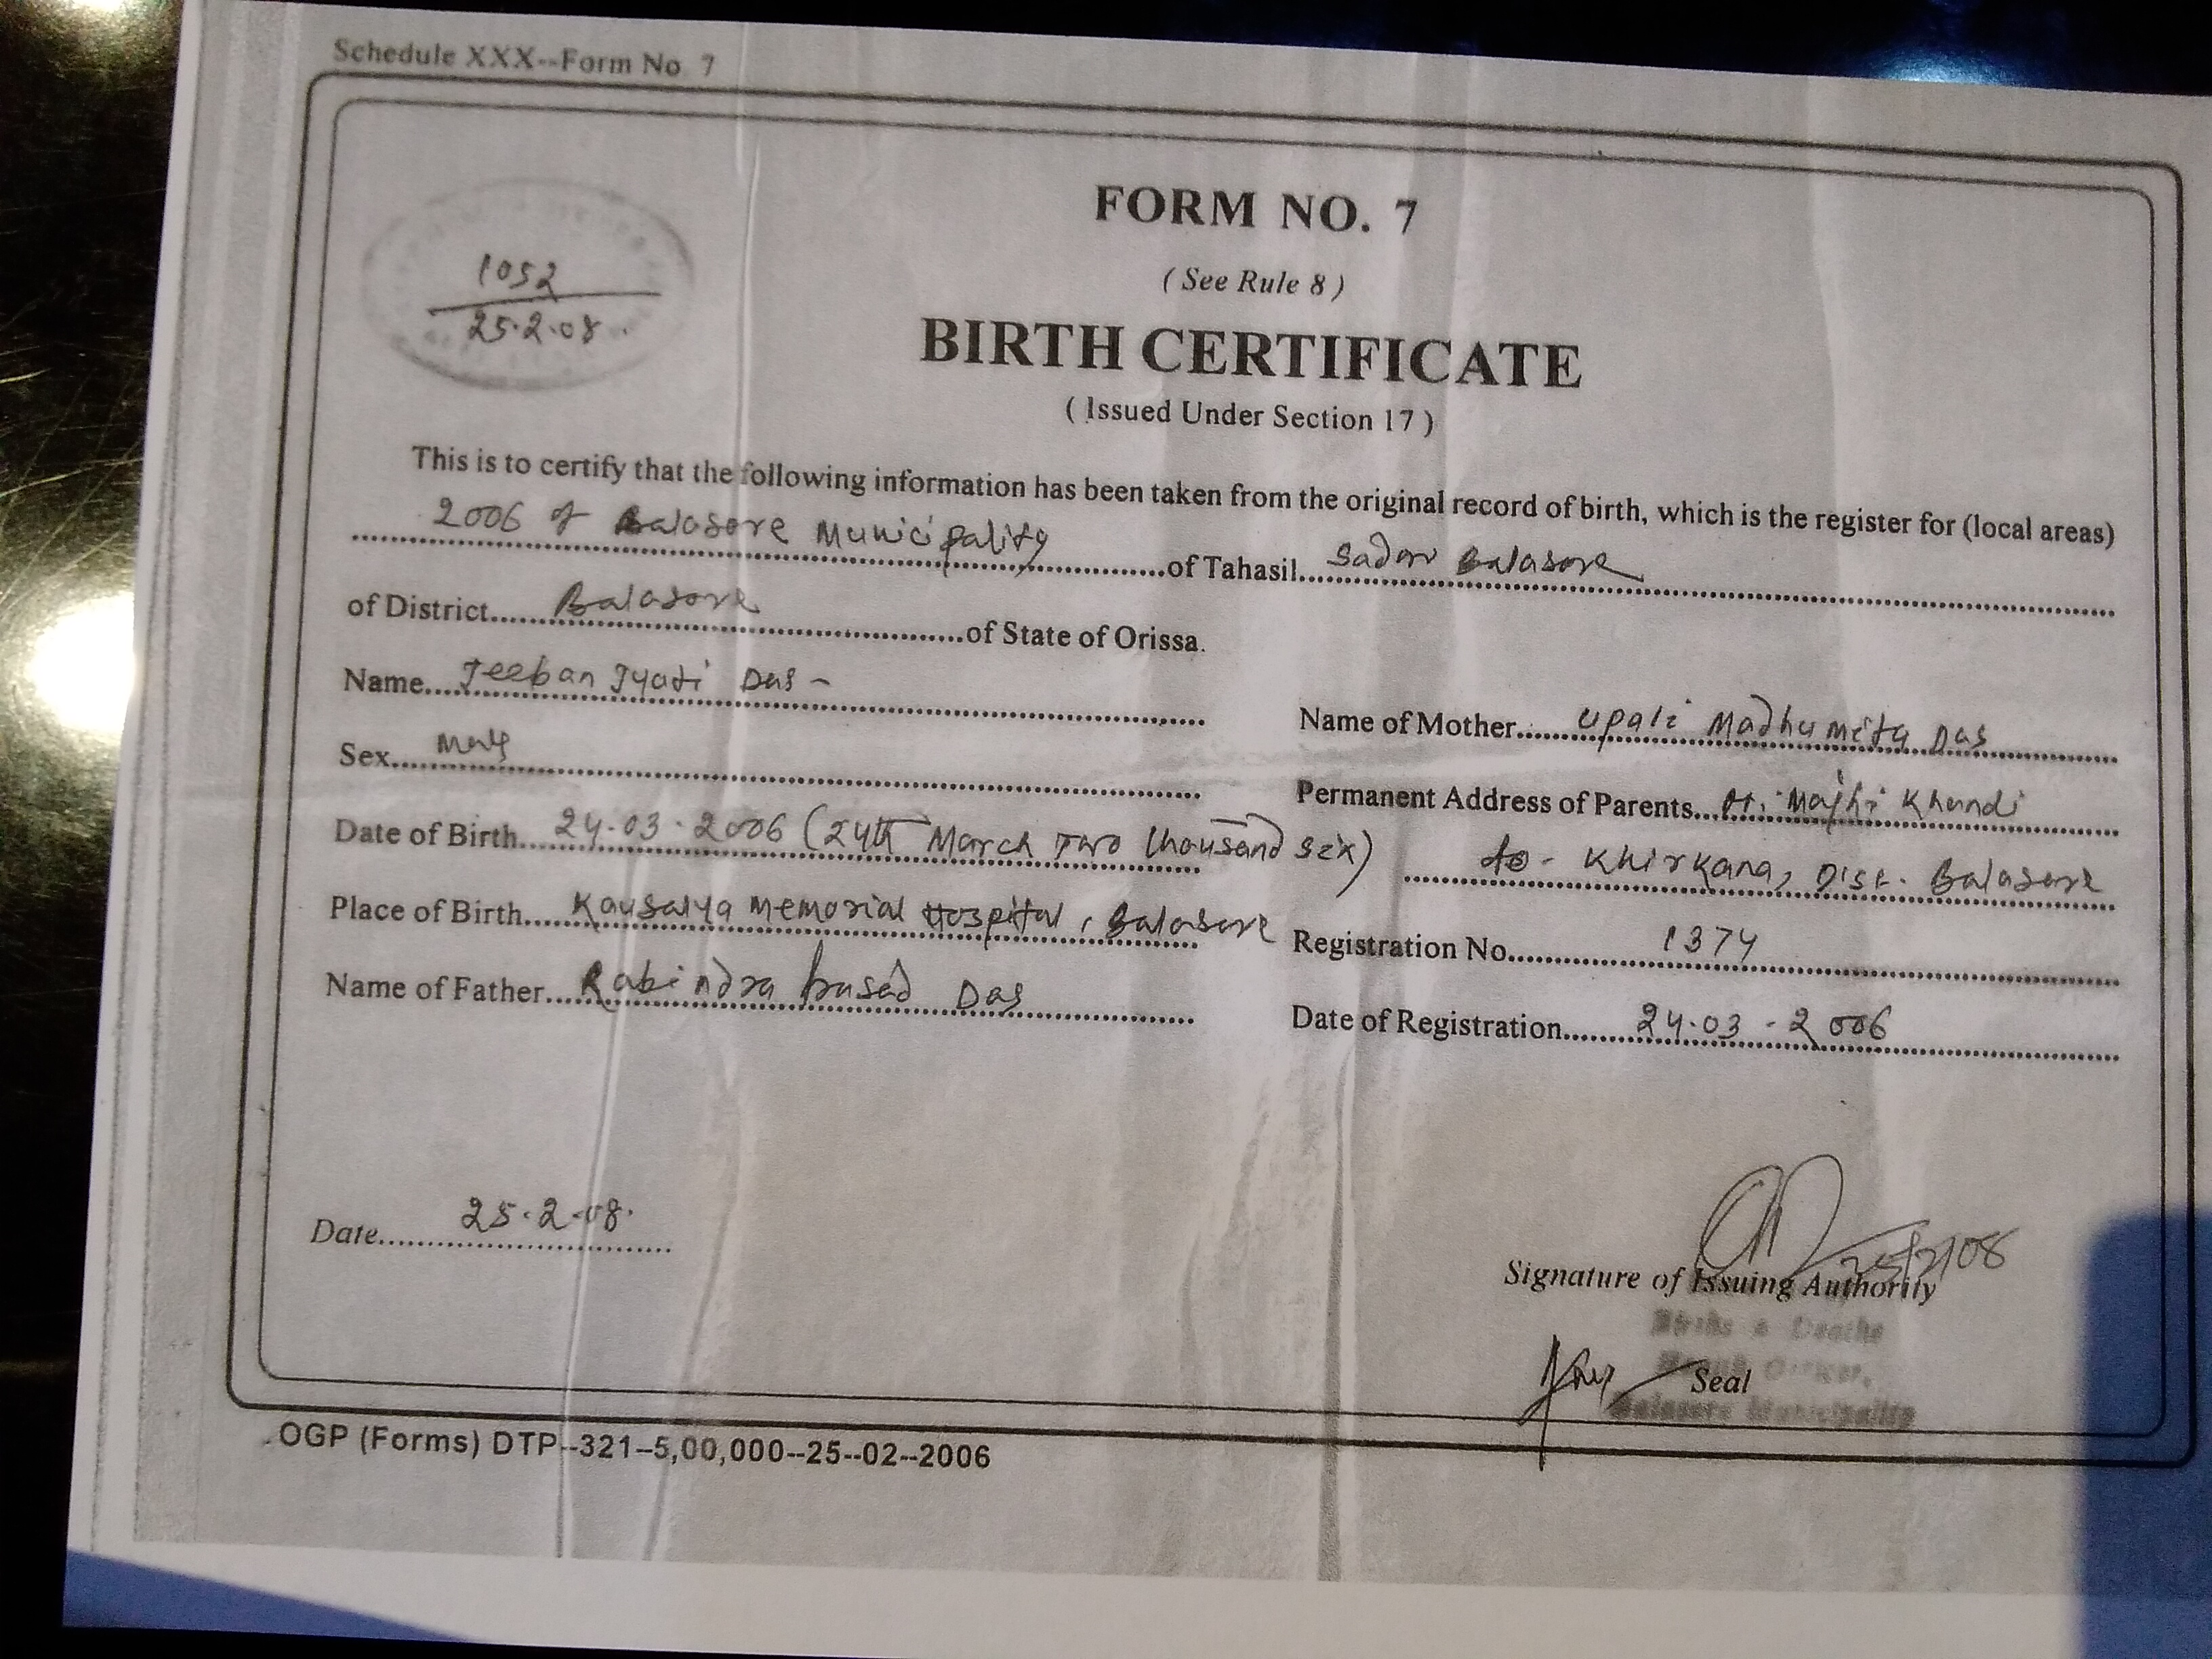 Schedule XXX--Form No. 7
FORM NO. 7
1052
25.2.08.
( See Rule 8 )
BIRTH CERTIFICATE
( Issued Under Section 17 )
This is to certify that the following information has been taken from the original record of birth, which is the register for (local areas)
2006 of Balasore Municipality of Tahasil Sadar Balasore
of District Balasore of State of Orissa.
Name Jeeban Jyoti Das -
Name of Mother Upali Madhumita Das
Sex Male
Permanent Address of Parents At. Majhi Khandi
Date of Birth 24-03-2006 (24th March Two thousand six)
Khirkana, Dist. Balasore
Place of Birth Kausalya Memorial Hospital, Balasore
Registration No. 1374
Name of Father Rabindra Prasad Das
Date of Registration 24-03-2006
Date 25.2.08.
25/2/08
Signature of Issuing Authority
Births & Deaths
Seal
Balasore Municipality
OGP (Forms) DTP--321--5,00,000--25--02--2006